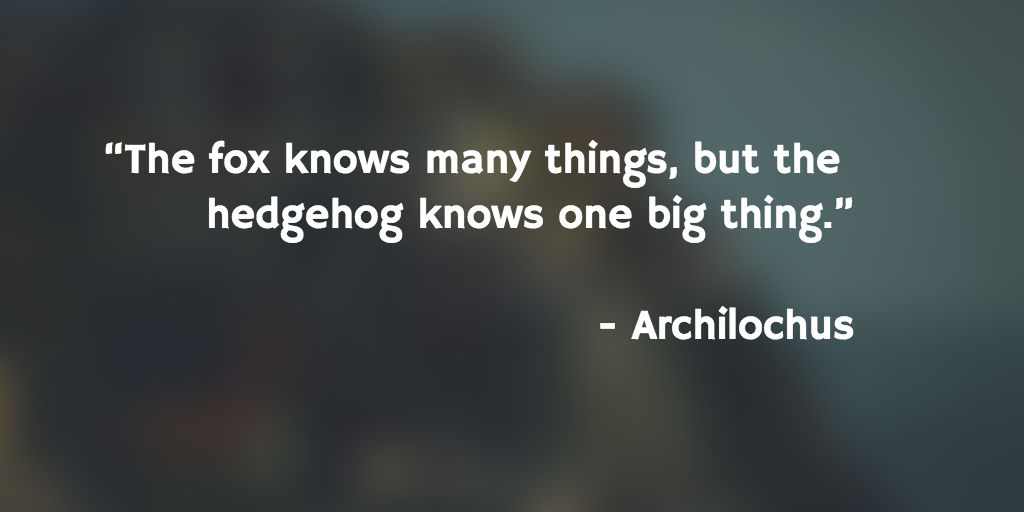 “The fox knows many things, but the
hedgehog knows one big thing.”
- Archilochus